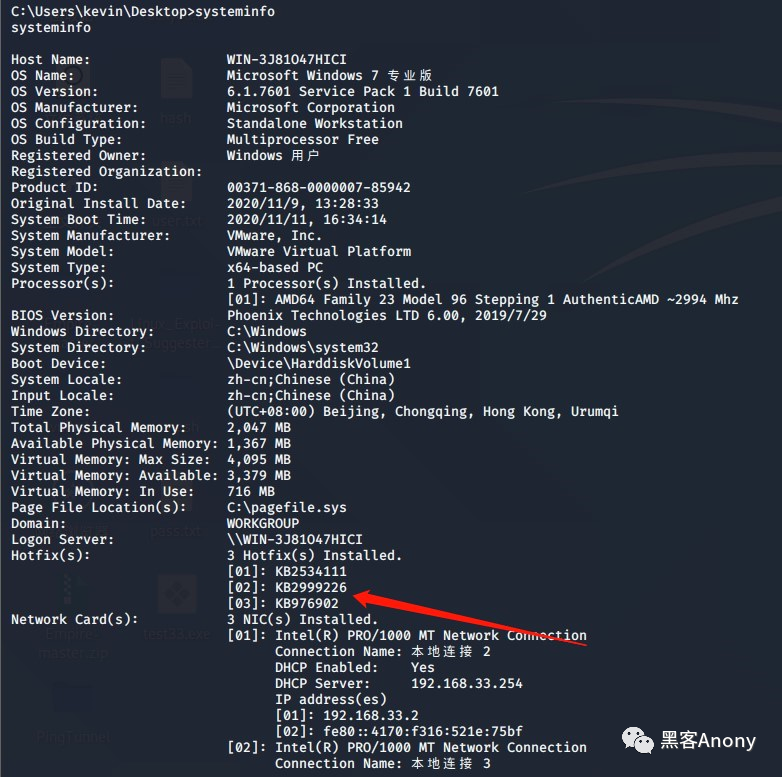 C:\Users\kevin\Desktop>systeminfo
systeminfo
Host Name: WIN-3J81O47HICI
OS Name: Microsoft Windows 7 专业版
OS Version: 6.1.7601 Service Pack 1 Build 7601
OS Manufacturer: Microsoft Corporation
OS Configuration: Standalone Workstation
OS Build Type: Multiprocessor Free
Registered Owner: Windows 用户
Registered Organization:
Product ID: 00371-868-0000007-85942
Original Install Date: 2020/11/9, 13:28:33
System Boot Time: 2020/11/11, 16:34:14
System Manufacturer: VMware, Inc.
System Model: VMware Virtual Platform
System Type: x64-based PC
Processor(s): 1 Processor(s) Installed.
[01]: AMD64 Family 23 Model 96 Stepping 1 AuthenticAMD ~2994 Mhz
BIOS Version: Phoenix Technologies LTD 6.00, 2019/7/29
Windows Directory: C:\Windows
System Directory: C:\Windows\system32
Boot Device: \Device\HarddiskVolume1
System Locale: zh-cn;Chinese (China)
Input Locale: zh-cn;Chinese (China)
Time Zone: (UTC+08:00) Beijing, Chongqing, Hong Kong, Urumqi
Total Physical Memory: 2,047 MB
Available Physical Memory: 1,367 MB
Virtual Memory: Max Size: 4,095 MB
Virtual Memory: Available: 3,379 MB
Virtual Memory: In Use: 716 MB
Page File Location(s): C:\pagefile.sys
Domain: WORKGROUP
Logon Server: \\WIN-3J81O47HICI
Hotfix(s): 3 Hotfix(s) Installed.
[01]: KB2534111
[02]: KB2999226
[03]: KB976902
Network Card(s): 3 NIC(s) Installed.
[01]: Intel(R) PRO/1000 MT Network Connection
Connection Name: 本地连接 2
DHCP Enabled: Yes
DHCP Server: 192.168.33.254
IP address(es)
[01]: 192.168.33.2
[02]: fe80::4170:f316:521e:75bf
[02]: Intel(R) PRO/1000 MT Network Connection
Connection Name: 本地连接 3
黑客Anony